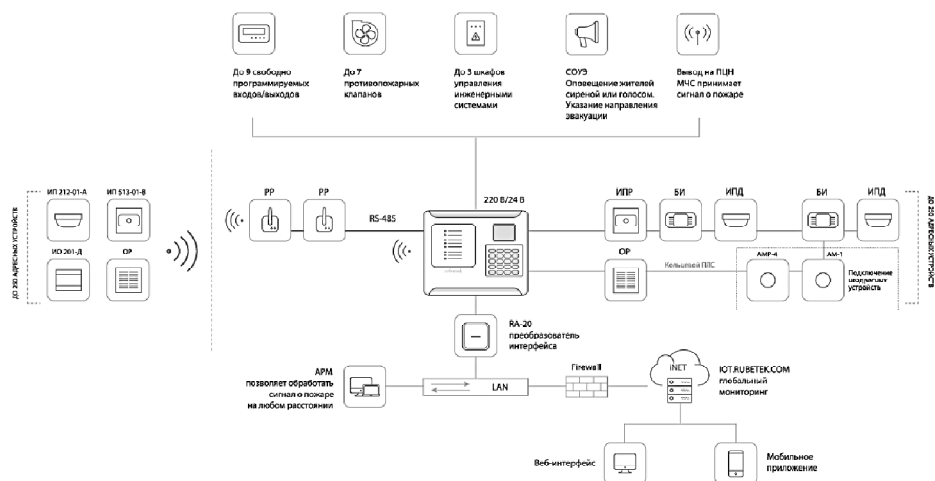 До 9 свободно
программируемых
входов/выходов
До 7
противопожарных
клапанов
До 3 шкафов
управления
инженерными
системами
СОУЭ
Оповещение жителей
сиреной или голосом.
Указание направления
эвакуации
Вывод на ПЦН
МЧС принимает
сигнал о пожаре
ДО 250 АДРЕСНЫХ УСТРОЙСТВ
ИП 212-01-А
ИП 513-01-В
ИО 201-Д
ОР
РР
РР
RS-485
220 В/24 В
ИПР
БИ
ИПД
БИ
ИПД
ОР
Кольцевой ПЛС
АМР-4
АМ-1
Подключение
неадресных
устройств
ДО 250 АДРЕСНЫХ УСТРОЙСТВ
RA-20
преобразователь
интерфейса
АРМ
позволяет обработать
сигнал о пожаре
на любом расстоянии
LAN
Firewall
iNET
IOT.RUBETEK.COM
глобальный
мониторинг
Веб-интерфейс
Мобильное
приложение